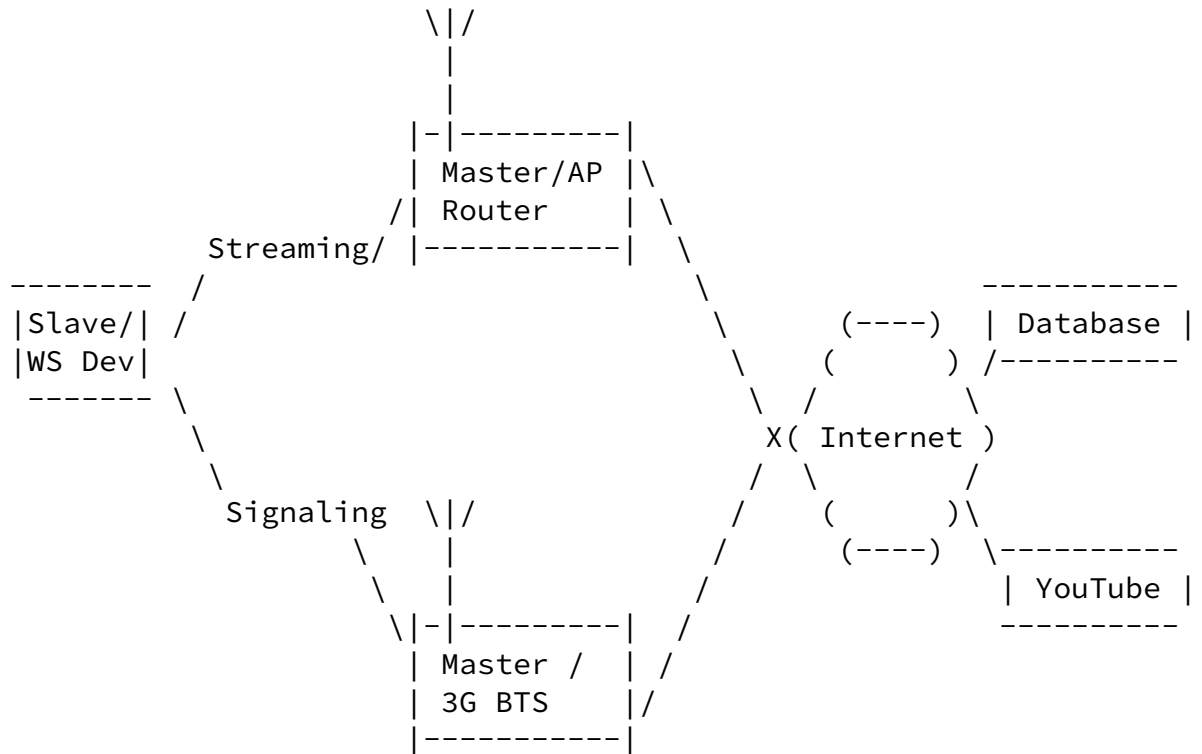 Master/AP
Router
Streaming
Slave/
WS Dev
Database
Internet
Signaling
YouTube
Master /
3G BTS